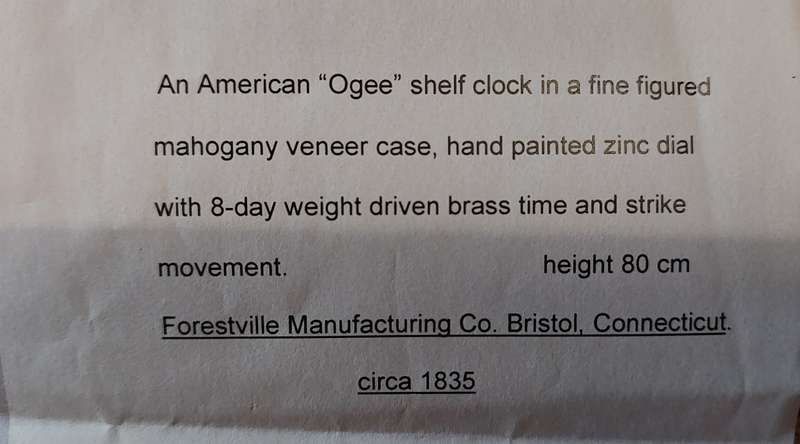 An American “Ogee” shelf clock in a fine figured
mahogany veneer case, hand painted zinc dial
with 8-day weight driven brass time and strike
movement. height 80 cm
Forestville Manufacturing Co. Bristol, Connecticut.
circa 1835